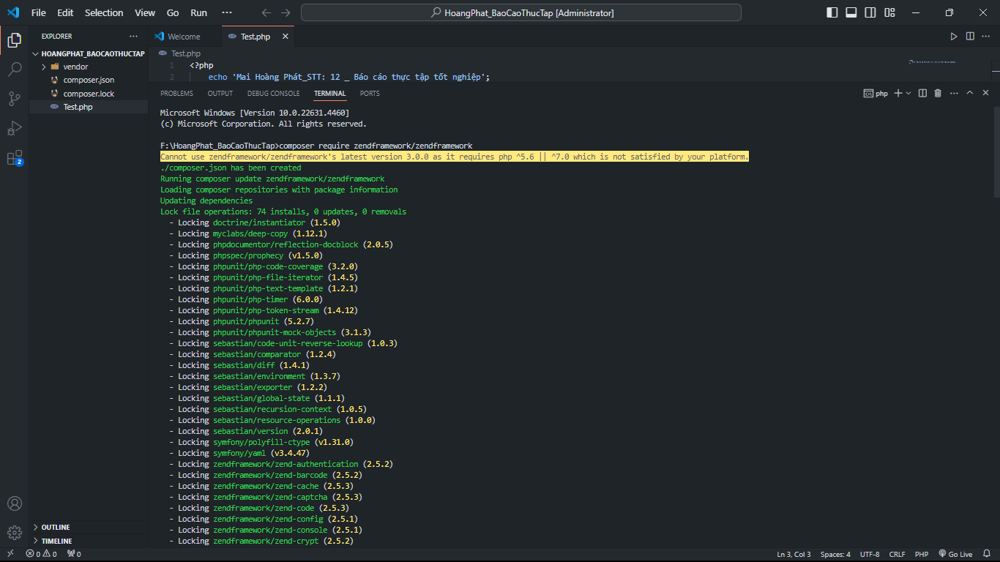 File Edit Selection View Go Run ··· HoangPhat_BaoCaoThucTap [Administrator]
EXPLORER ···
HOANGPHAT_BAOCAOTHUCTAP
vendor
composer.json
composer.lock
Test.php
OUTLINE
TIMELINE
2
Welcome Test.php
Test.php
1 <?php
2 echo 'Mai Hoàng Phát_STT: 12 _ Báo cáo thực tập tốt nghiệp';
PROBLEMS OUTPUT DEBUG CONSOLE TERMINAL PORTS php
Microsoft Windows [Version 10.0.22631.4460]
(c) Microsoft Corporation. All rights reserved.
F:\HoangPhat_BaoCaoThucTap>composer require zendframework/zendframework
Cannot use zendframework/zendframework's latest version 3.0.0 as it requires php ^5.6 || ^7.0 which is not satisfied by your platform.
./composer.json has been created
Running composer update zendframework/zendframework
Loading composer repositories with package information
Updating dependencies
Lock file operations: 74 installs, 0 updates, 0 removals
- Locking doctrine/instantiator (1.5.0)
- Locking myclabs/deep-copy (1.12.1)
- Locking phpdocumentor/reflection-docblock (2.0.5)
- Locking phpspec/prophecy (v1.5.0)
- Locking phpunit/php-code-coverage (3.2.0)
- Locking phpunit/php-file-iterator (1.4.5)
- Locking phpunit/php-text-template (1.2.1)
- Locking phpunit/php-timer (6.0.0)
- Locking phpunit/php-token-stream (1.4.12)
- Locking phpunit/phpunit (5.2.7)
- Locking phpunit/phpunit-mock-objects (3.1.3)
- Locking sebastian/code-unit-reverse-lookup (1.0.3)
- Locking sebastian/comparator (1.2.4)
- Locking sebastian/diff (1.4.1)
- Locking sebastian/environment (1.3.7)
- Locking sebastian/exporter (1.2.2)
- Locking sebastian/global-state (1.1.1)
- Locking sebastian/recursion-context (1.0.5)
- Locking sebastian/resource-operations (1.0.0)
- Locking sebastian/version (2.0.1)
- Locking symfony/polyfill-ctype (v1.31.0)
- Locking symfony/yaml (v3.4.47)
- Locking zendframework/zend-authentication (2.5.2)
- Locking zendframework/zend-barcode (2.5.2)
- Locking zendframework/zend-cache (2.5.3)
- Locking zendframework/zend-captcha (2.5.3)
- Locking zendframework/zend-code (2.5.3)
- Locking zendframework/zend-config (2.5.1)
- Locking zendframework/zend-console (2.5.1)
- Locking zendframework/zend-crypt (2.5.2)
0 0 0 Ln 3, Col 3 Spaces: 4 UTF-8 CRLF PHP Go Live